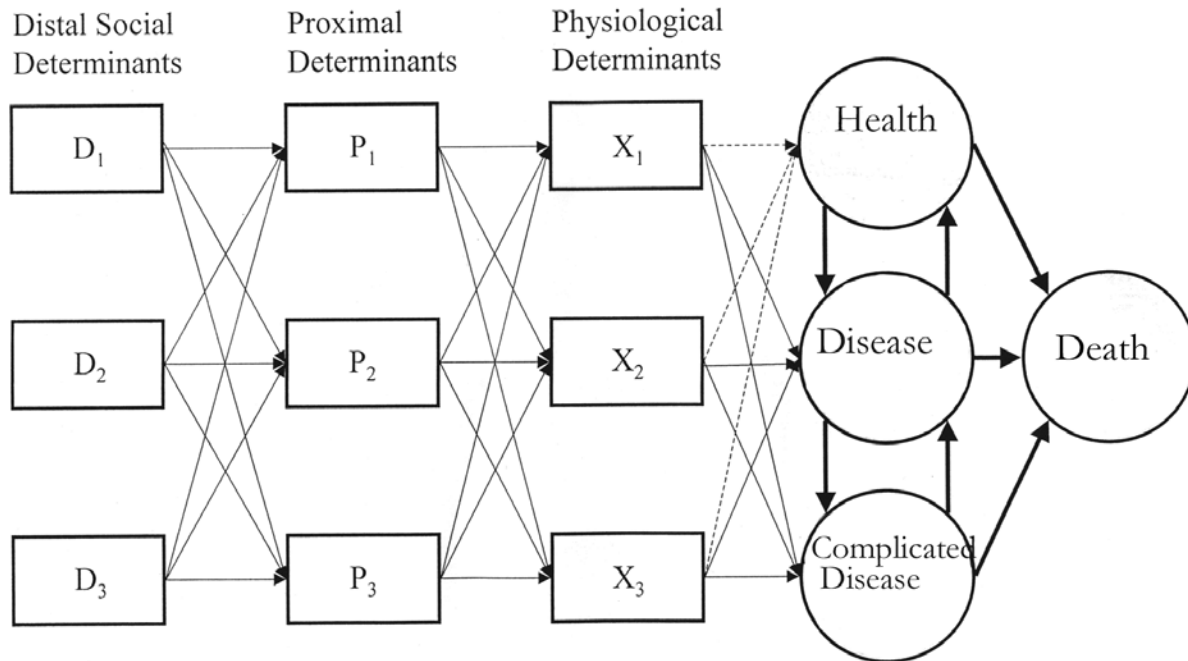 Distal Social
Determinants
Proximal
Determinants
Physiological
Determinants
D₁
P₁
X₁
Health
D₂
P₂
X₂
Disease
Death
D₃
P₃
X₃
Complicated
Disease